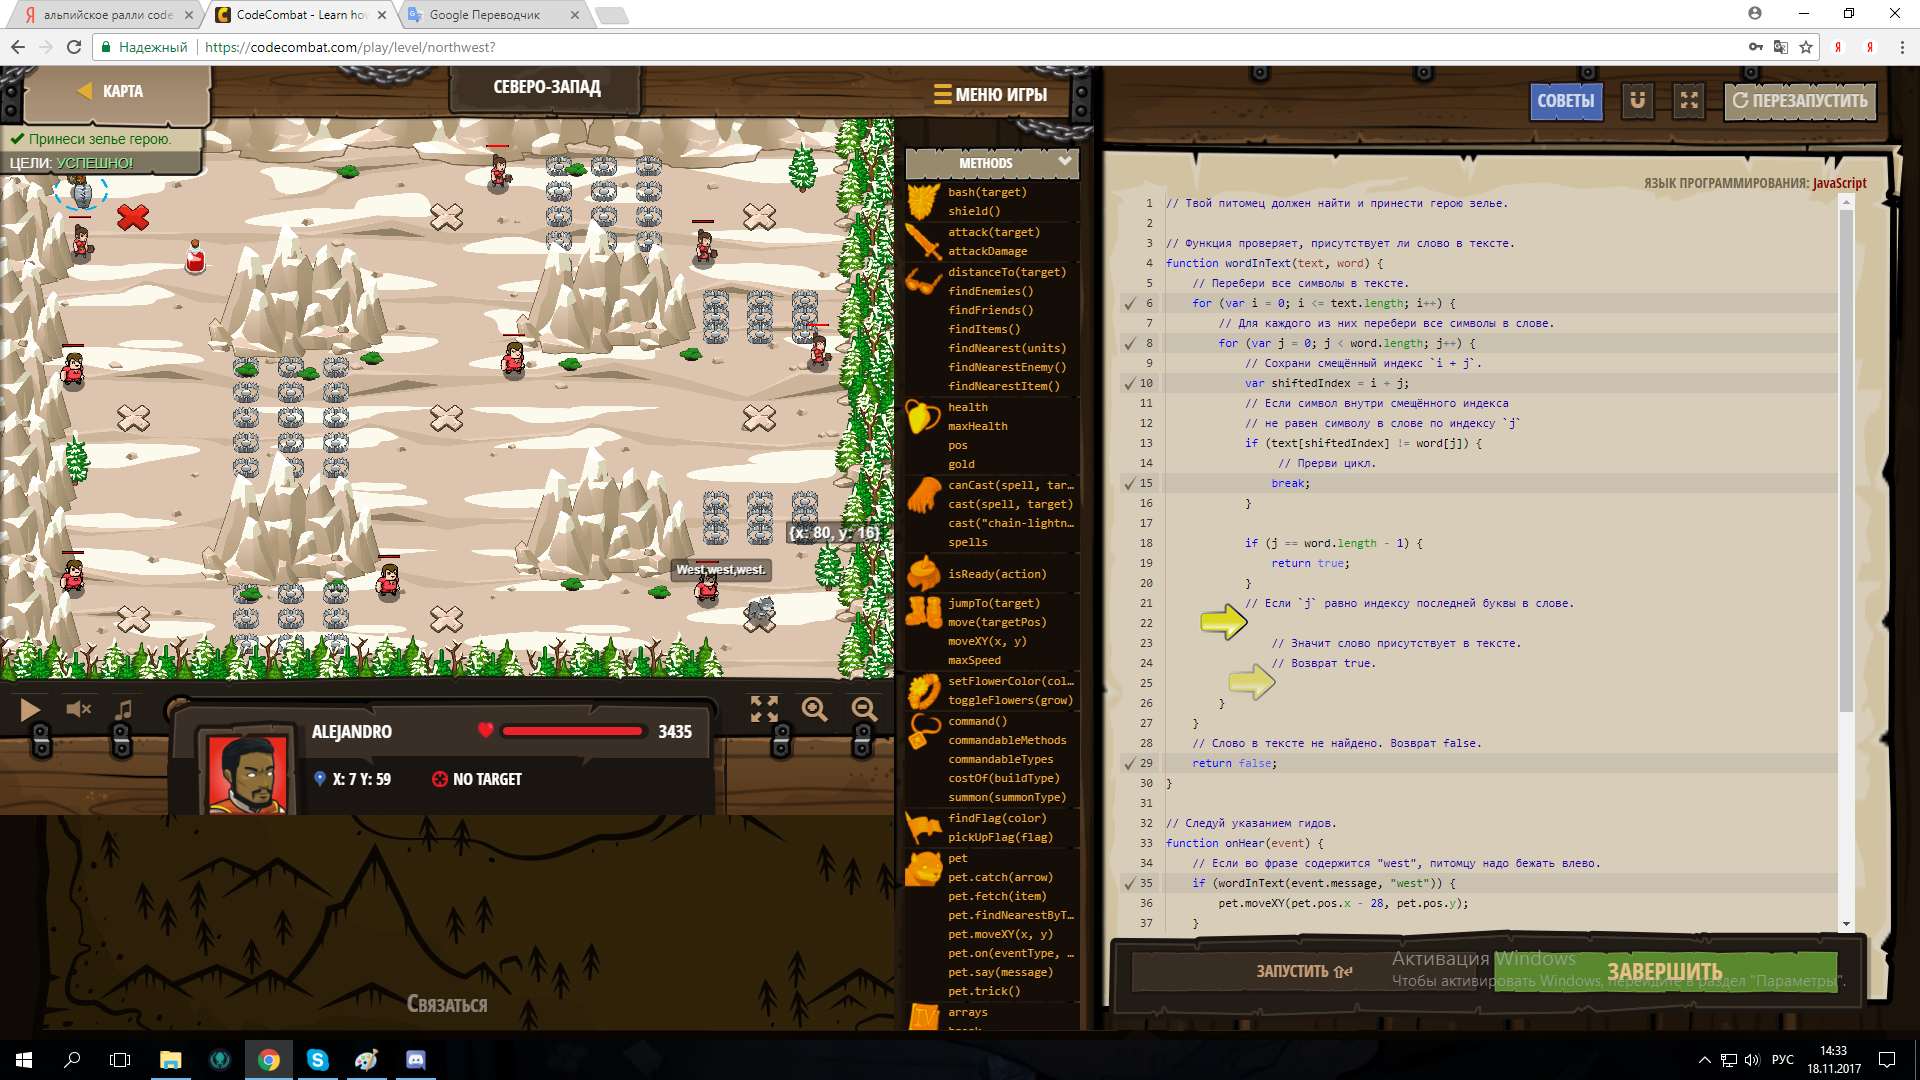 альпийское ралли code
CodeCombat - Learn how
Google Переводчик
Надежный
https://codecombat.com/play/level/northwest?
КАРТА
СЕВЕРО-ЗАПАД
МЕНЮ ИГРЫ
СОВЕТЫ
ПЕРЕЗАПУСТИТЬ
Принеси зелье герою.
ЦЕЛИ: УСПЕШНО!
{x: 80, y: 16}
West,west,west.
METHODS
bash(target)
shield()
attack(target)
attackDamage
distanceTo(target)
findEnemies()
findFriends()
findItems()
findNearest(units)
findNearestEnemy()
findNearestItem()
health
maxHealth
pos
gold
canCast(spell, tar…
cast(spell, target)
cast("chain-lightn…
spells
isReady(action)
jumpTo(target)
move(targetPos)
moveXY(x, y)
maxSpeed
setFlowerColor(col…
toggleFlowers(grow)
command()
commandableMethods
commandableTypes
costOf(buildType)
summon(summonType)
findFlag(color)
pickUpFlag(flag)
pet
pet.catch(arrow)
pet.fetch(item)
pet.findNearestByT…
pet.moveXY(x, y)
pet.on(eventType, …
pet.say(message)
pet.trick()
arrays
ALEJANDRO
3435
X: 7 Y: 59
NO TARGET
Связаться
ЯЗЫК ПРОГРАММИРОВАНИЯ: JavaScript
1 // Твой питомец должен найти и принести герою зелье.
2
3 // Функция проверяет, присутствует ли слово в тексте.
4 function wordInText(text, word) {
5 // Перебери все символы в тексте.
6 for (var i = 0; i <= text.length; i++) {
7 // Для каждого из них перебери все символы в слове.
8 for (var j = 0; j < word.length; j++) {
9 // Сохрани смещённый индекс `i + j`.
10 var shiftedIndex = i + j;
11 // Если символ внутри смещённого индекса
12 // не равен символу в слове по индексу `j`
13 if (text[shiftedIndex] != word[j]) {
14 // Прерви цикл.
15 break;
16 }
17
18 if (j == word.length - 1) {
19 return true;
20 }
21 // Если `j` равно индексу последней буквы в слове.
22
23 // Значит слово присутствует в тексте.
24 // Возврат true.
25
26 }
27 }
28 // Слово в тексте не найдено. Возврат false.
29 return false;
30 }
31
32 // Следуй указанием гидов.
33 function onHear(event) {
34 // Если во фразе содержится "west", питомцу надо бежать влево.
35 if (wordInText(event.message, "west")) {
36 pet.moveXY(pet.pos.x - 28, pet.pos.y);
37 }
ЗАПУСТИТЬ
ЗАВЕРШИТЬ
Активация Windows
Чтобы активировать Windows, перейдите в раздел "Параметры".
РУС
14:33
18.11.2017